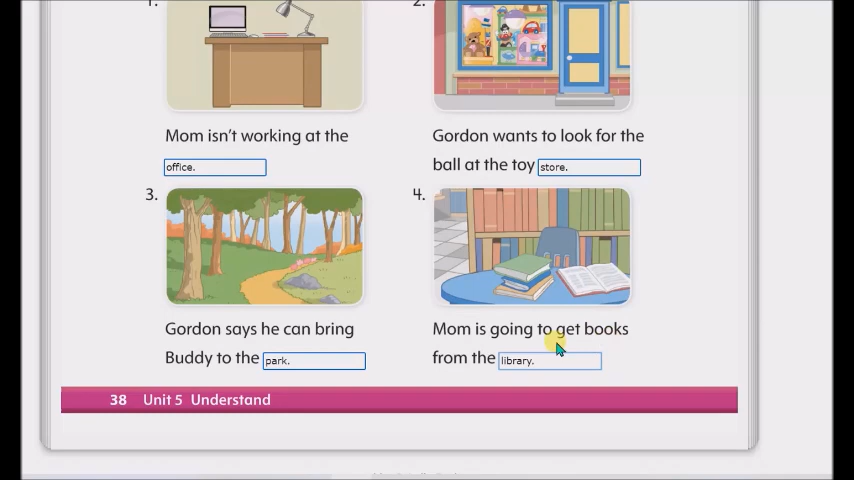 1.
2.
Mom isn't working at the
office.
Gordon wants to look for the
ball at the toy store.
3.
4.
Gordon says he can bring
Buddy to the park.
Mom is going to get books
from the library.
38 Unit 5 Understand